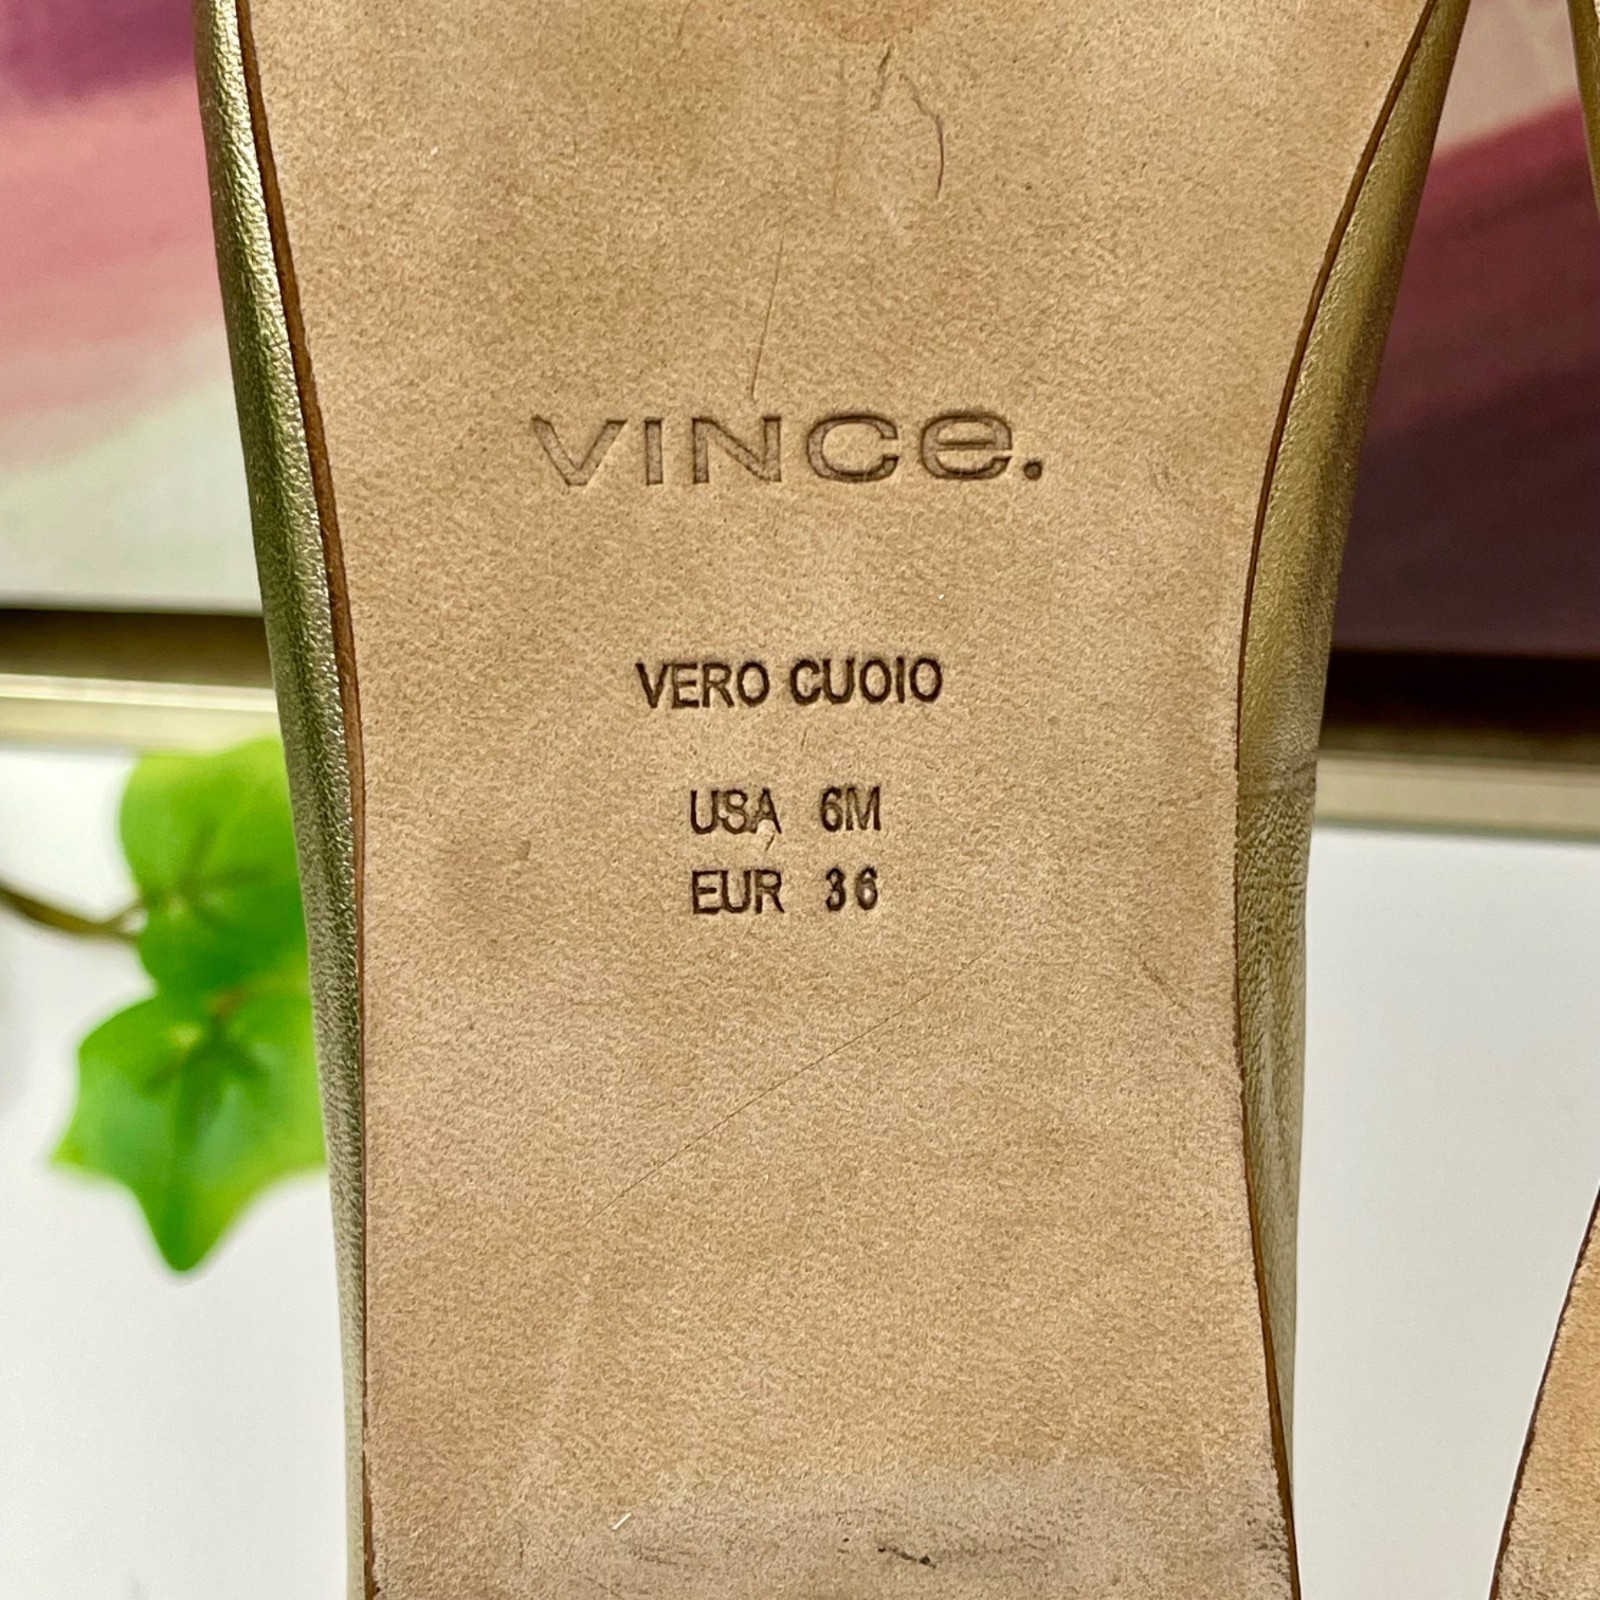 VINCE.
VERO CUOIO
USA 6M
EUR 36